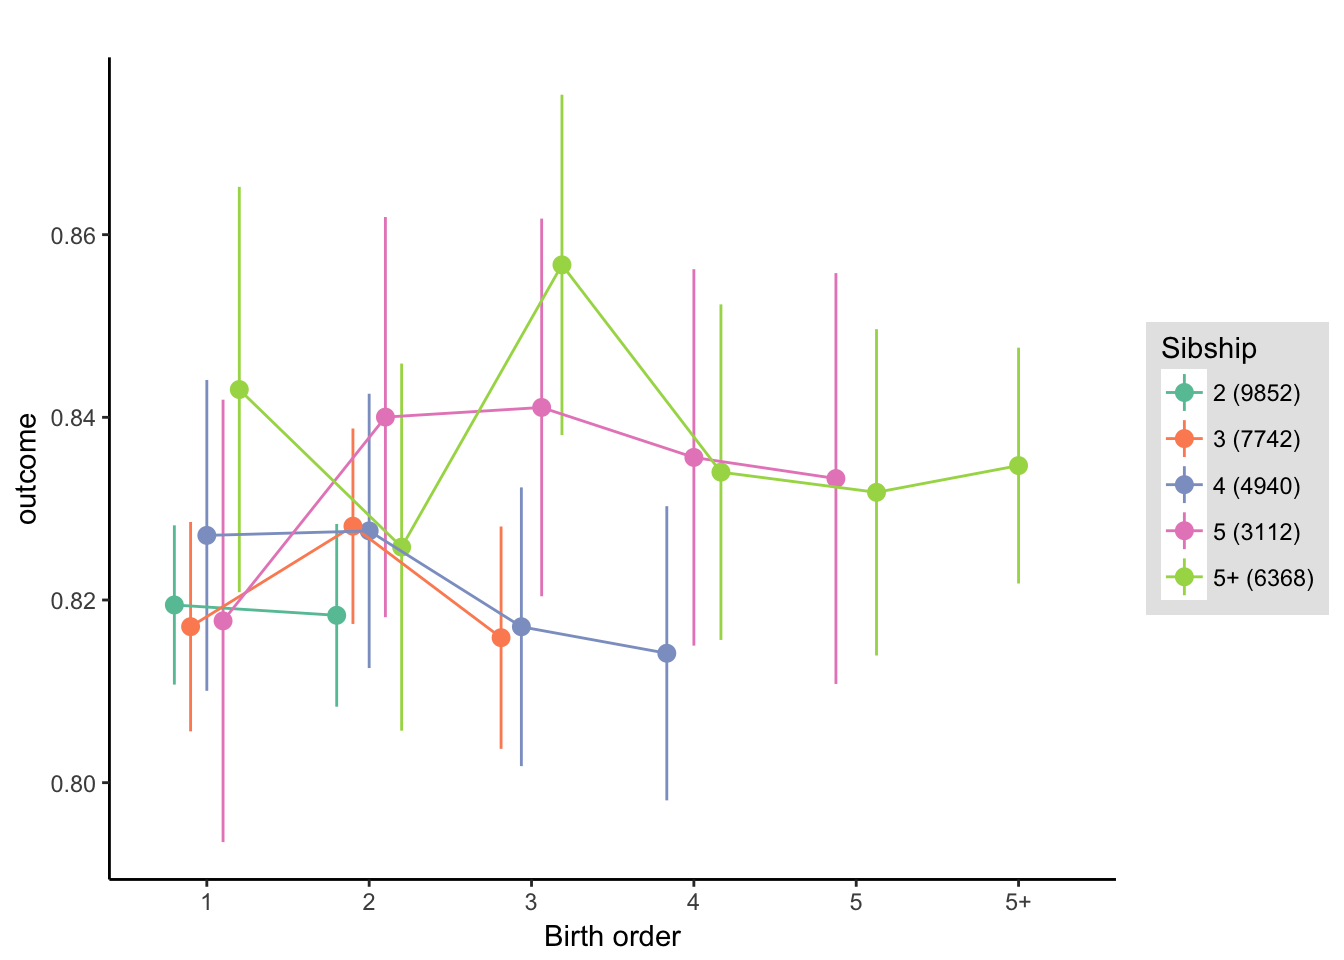 outcome
0.86
0.84
0.82
0.80
1 2 3 4 5 5+
Birth order
Sibship
2 (9852)
3 (7742)
4 (4940)
5 (3112)
5+ (6368)